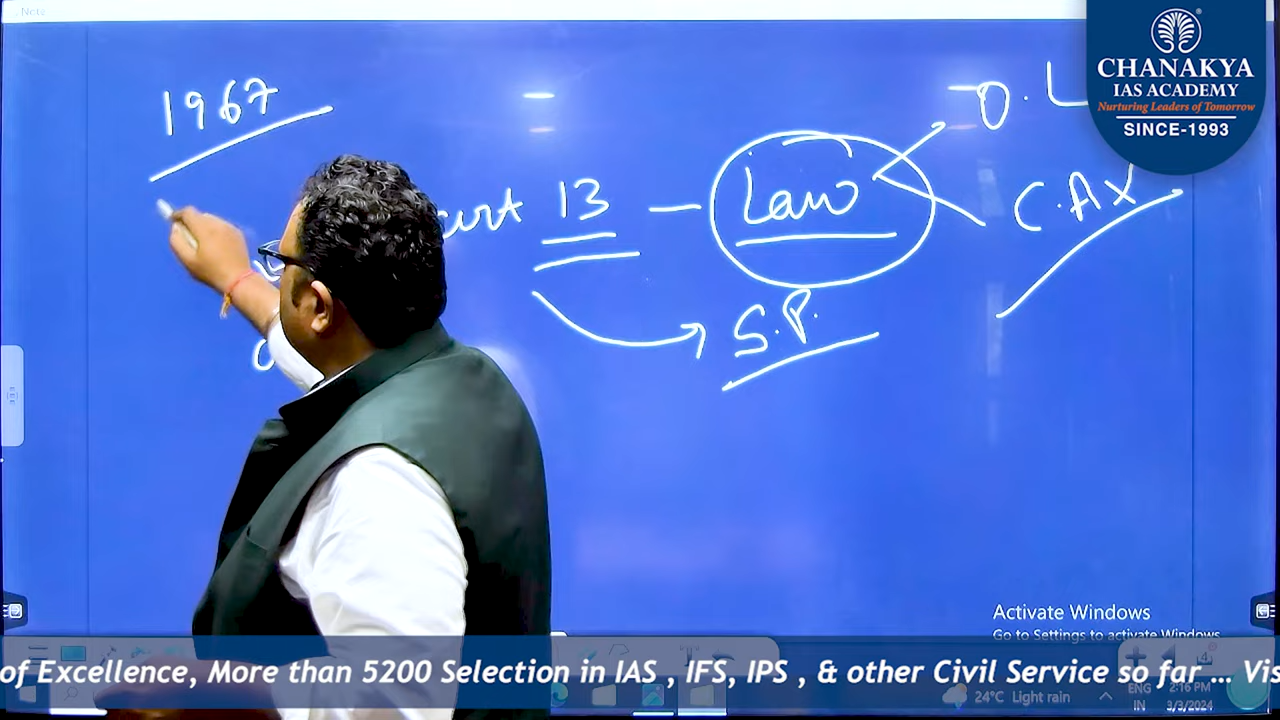 Note
1967
13 — Law
O.L
C.AX
S.P.
CHANAKYA
IAS ACADEMY
Nurturing Leaders of Tomorrow
SINCE-1993
Activate Windows
Go to Settings to activate Windows.
of Excellence, More than 5200 Selection in IAS , IFS, IPS , & other Civil Service so far ... Vis
24°C Light rain
ENG
IN
2:16 PM
3/3/2024